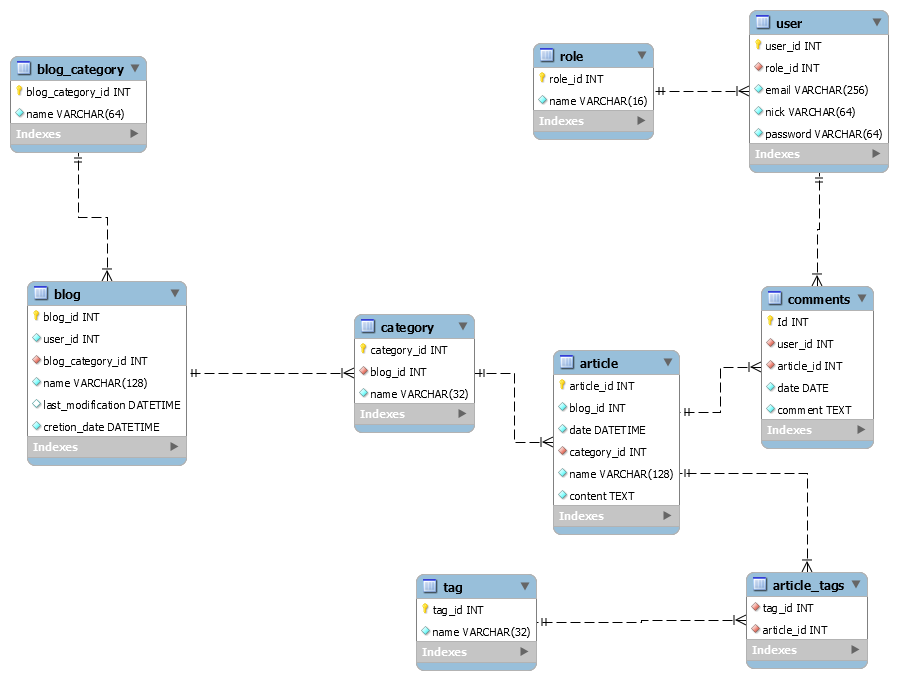 blog_category
blog_category_id INT
name VARCHAR(64)
Indexes
role
role_id INT
name VARCHAR(16)
Indexes
user
user_id INT
role_id INT
email VARCHAR(256)
nick VARCHAR(64)
password VARCHAR(64)
Indexes
blog
blog_id INT
user_id INT
blog_category_id INT
name VARCHAR(128)
last_modification DATETIME
cretion_date DATETIME
Indexes
category
category_id INT
blog_id INT
name VARCHAR(32)
Indexes
article
article_id INT
blog_id INT
date DATETIME
category_id INT
name VARCHAR(128)
content TEXT
Indexes
comments
Id INT
user_id INT
article_id INT
date DATE
comment TEXT
Indexes
tag
tag_id INT
name VARCHAR(32)
Indexes
article_tags
tag_id INT
article_id INT
Indexes